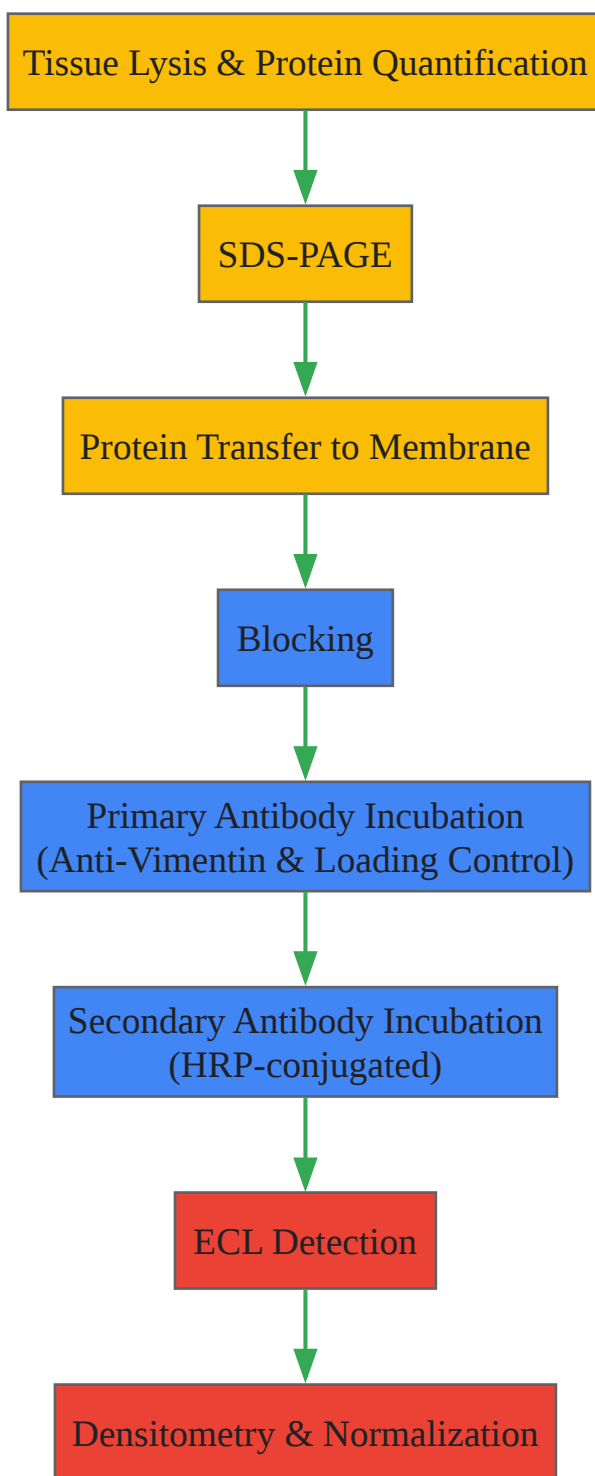 Tissue Lysis & Protein Quantification
SDS-PAGE
Protein Transfer to Membrane
Blocking
Primary Antibody Incubation
(Anti-Vimentin & Loading Control)
Secondary Antibody Incubation
(HRP-conjugated)
ECL Detection
Densitometry & Normalization